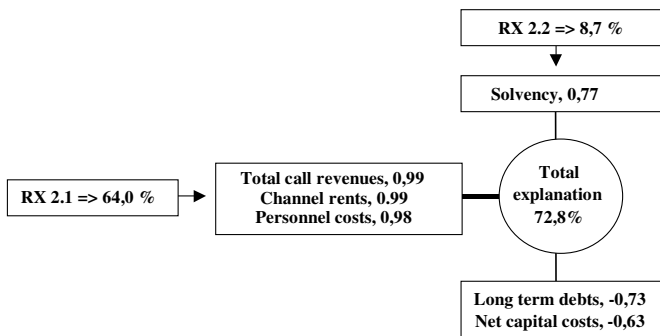 RX 2.2 => 8,7 %
Solvency, 0,77
RX 2.1 => 64,0 %
Total call revenues, 0,99
Channel rents, 0.99
Personnel costs, 0,98
Total
explanation
72,8%
Long term debts, -0,73
Net capital costs, -0,63